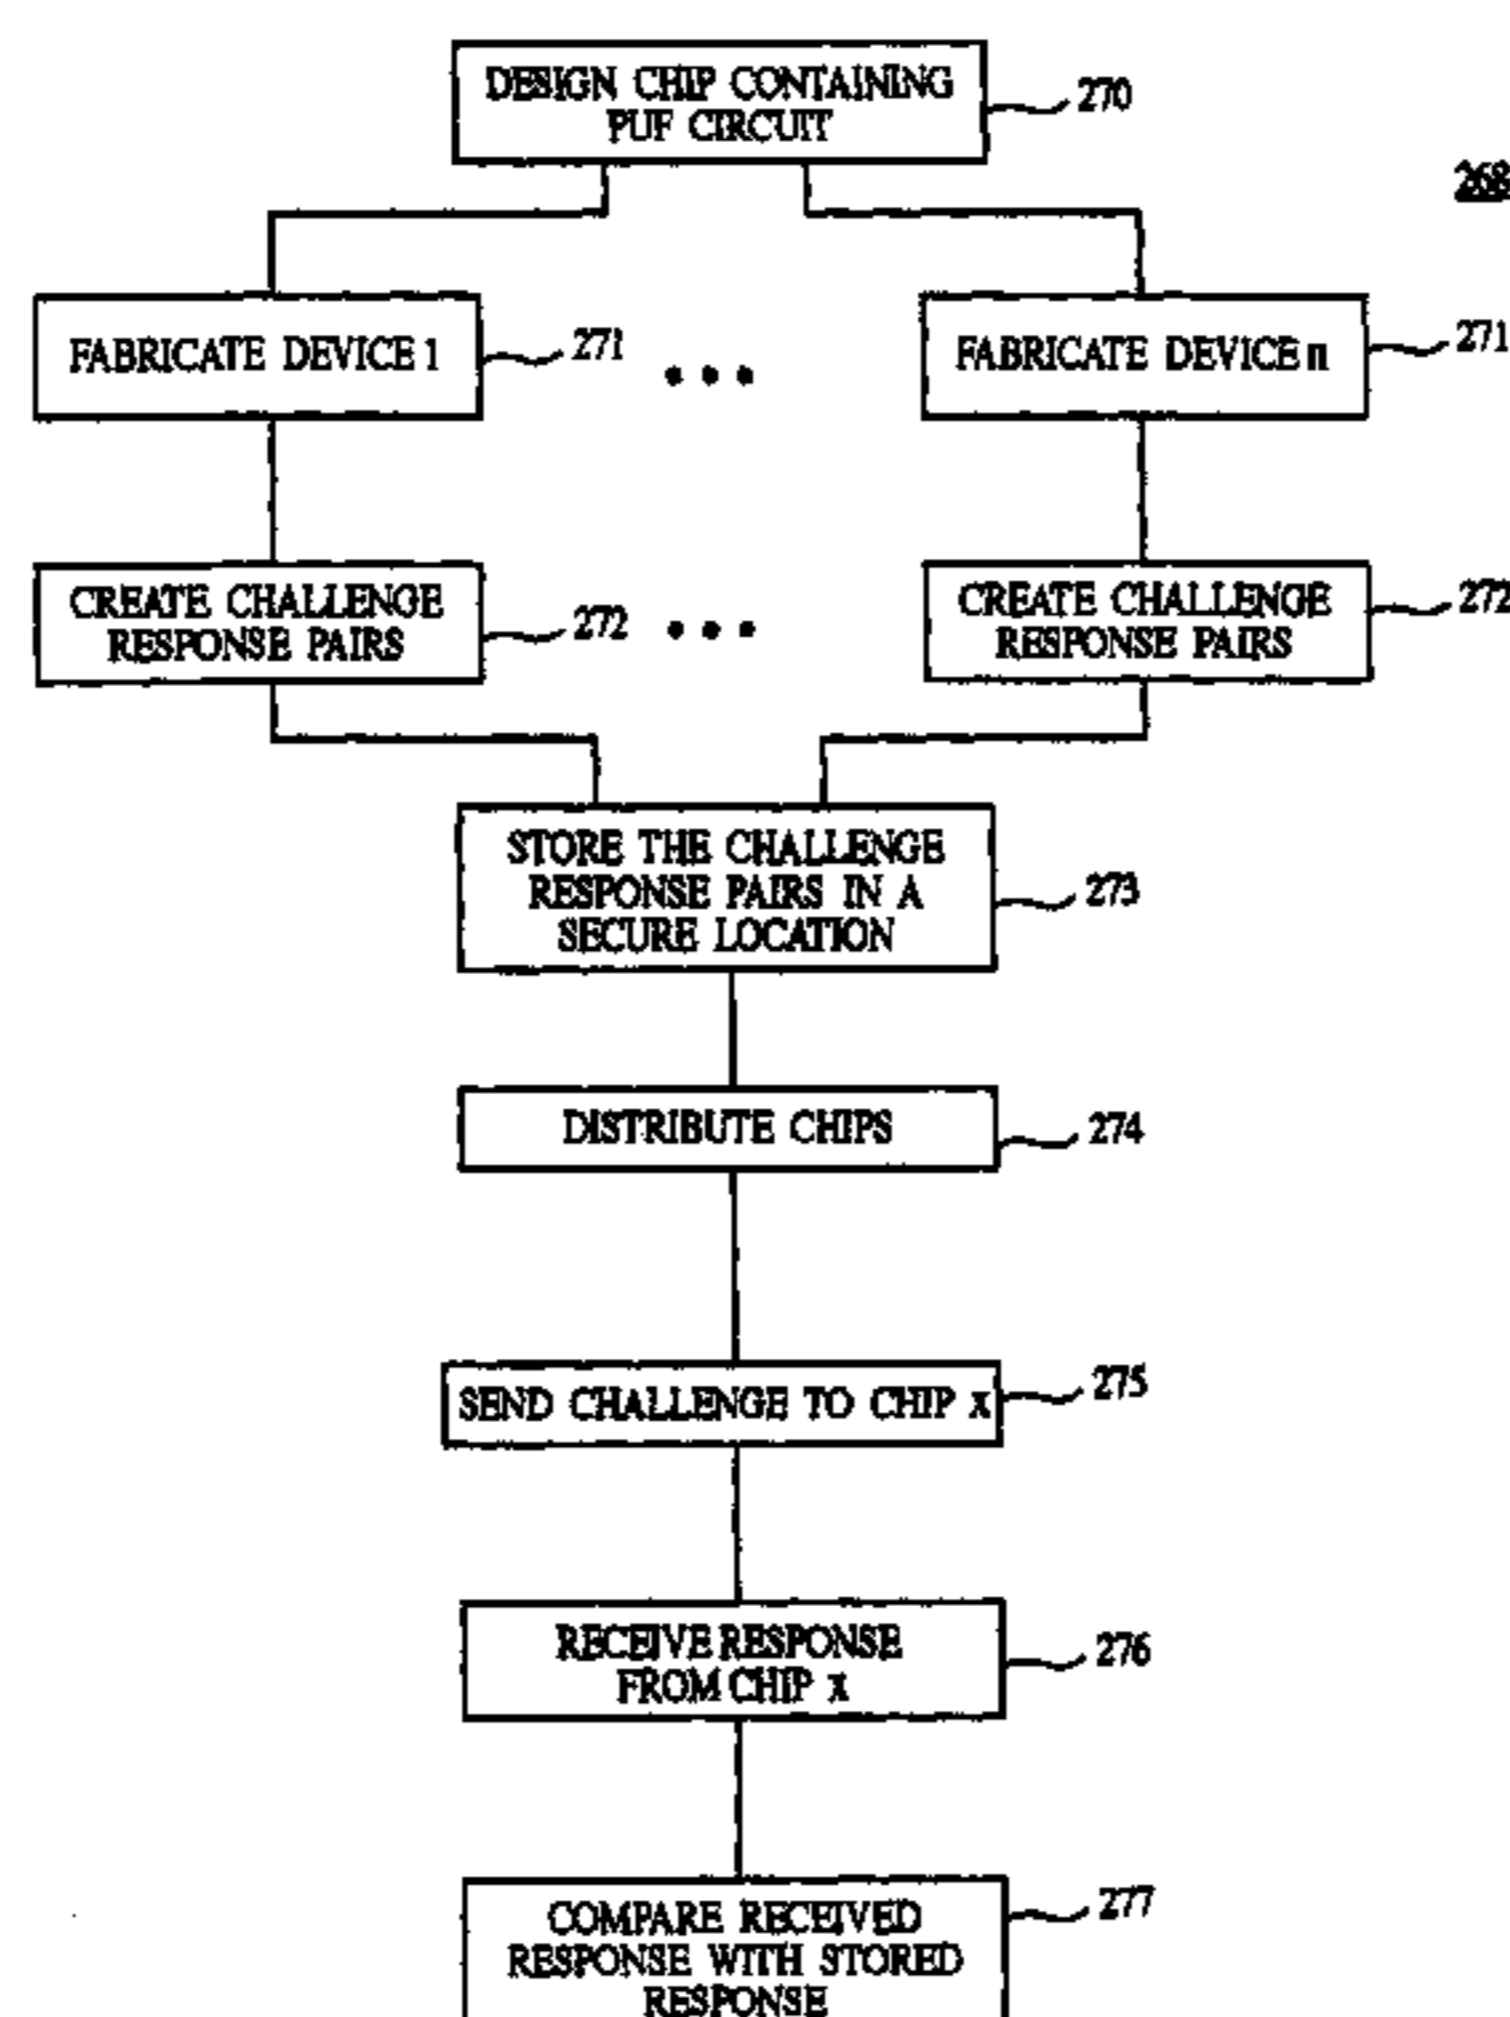 DESIGN CHIP CONTAINING
PUF CIRCUIT
270
268
FABRICATE DEVICE 1
271
FABRICATE DEVICE n
271
CREATE CHALLENGE
RESPONSE PAIRS
272
CREATE CHALLENGE
RESPONSE PAIRS
272
STORE THE CHALLENGE
RESPONSE PAIRS IN A
SECURE LOCATION
273
DISTRIBUTE CHIPS
274
SEND CHALLENGE TO CHIP x
275
RECEIVE RESPONSE
FROM CHIP x
276
COMPARE RECEIVED
RESPONSE WITH STORED
RESPONSE
277